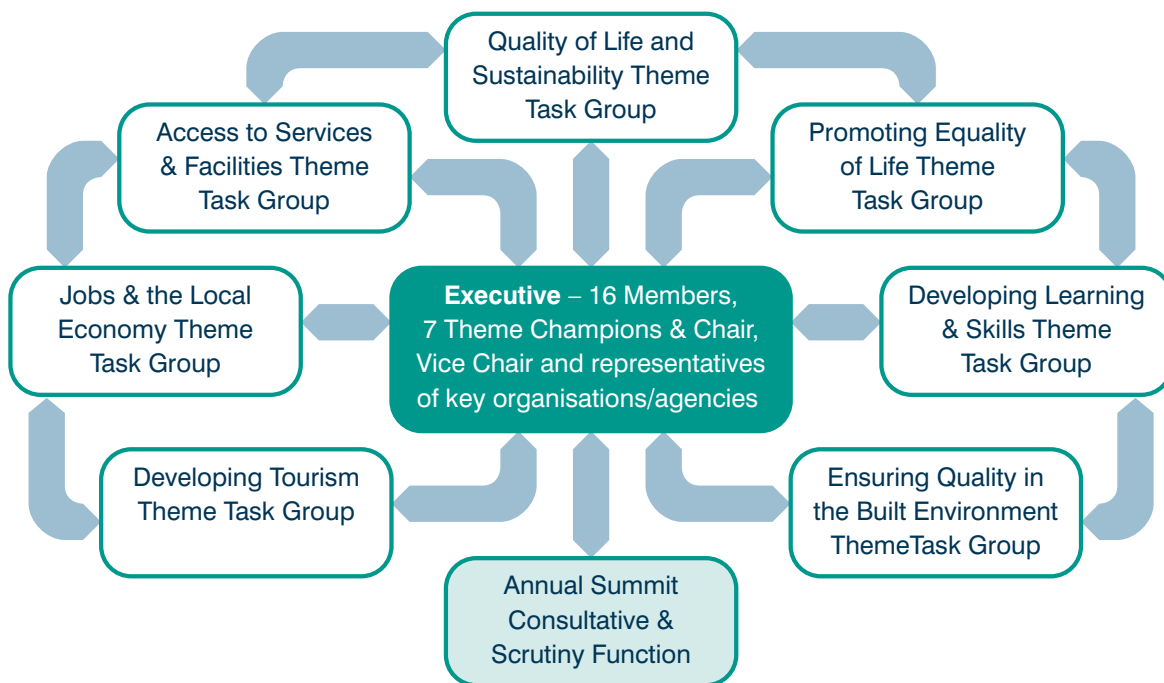 Quality of Life and
Sustainability Theme
Task Group
Access to Services
& Facilities Theme
Task Group
Promoting Equality
of Life Theme
Task Group
Jobs & the Local
Economy Theme
Task Group
Executive – 16 Members,
7 Theme Champions & Chair,
Vice Chair and representatives
of key organisations/agencies
Developing Learning
& Skills Theme
Task Group
Developing Tourism
Theme Task Group
Ensuring Quality in
the Built Environment
ThemeTask Group
Annual Summit
Consultative &
Scrutiny Function